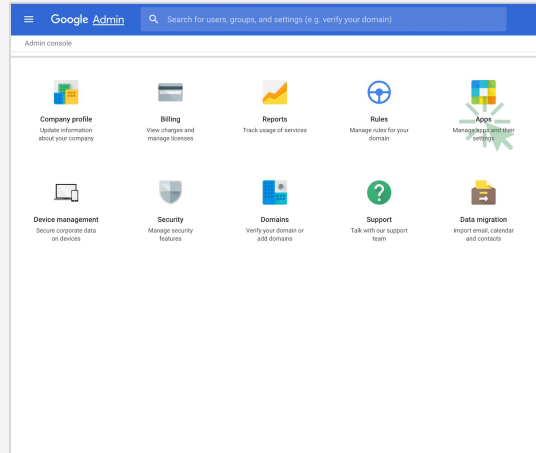 Google Admin
Search for users, groups, and settings (e.g. verify your domain)
Admin console
Company profile
Update information
about your company
Billing
View charges and
manage licenses
Reports
Track usage of services
Rules
Manage rules for your
domain
Apps
Manage apps and their
settings
Device management
Secure corporate data
on devices
Security
Manage security
features
Domains
Verify your domain or
add domains
Support
Talk with our support
team
Data migration
Import email, calendar
and contacts